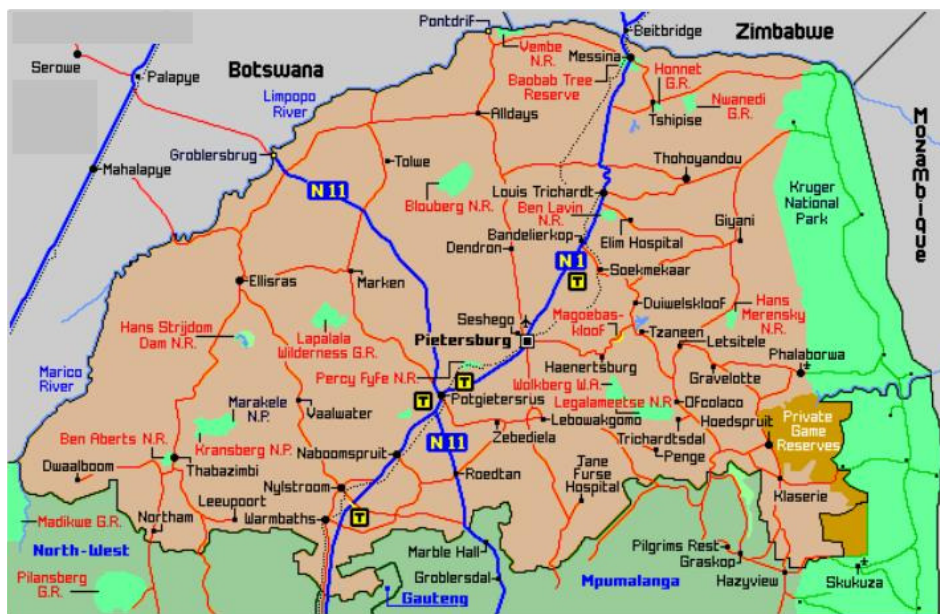 Pontdrif
Beitbridge
Zimbabwe
Serowe
Palapye
Botswana
Vembe
N.R.
Messina
Baobab Tree
Reserve
Honnet
G.R.
Nwanedi
G.R.
Limpopo
River
Alldays
Tshipise
Mozambique
Groblersbrug
Tolwe
Thohoyandou
Mahalapye
N 11
Blouberg N.R.
Louis Trichardt
Ben Lavin
N.R.
Kruger
National
Park
Giyani
Bandelierkop
Elim Hospital
Dendron
N 1
T
Soekmekaar
Ellisras
Marken
Duiwelskloof
Hans
Merensky
N.R.
Seshego
Magoebas-
kloof
Hans Strijdom
Dam N.R.
Lapalala
Wilderness G.R.
Pietersburg
Tzaneen
Letsitele
Phalaborwa
Marico
River
Percy Fyfe N.R.
T
Haenertsburg
Gravelotte
Wolkberg W.A.
Marakele
N.P.
Vaalwater
T
Potgietersrus
Legalameetse N.R.
Ofcolaco
Hoedspruit
Private
Game
Reserves
Lebowakgomo
Ben Aberts N.R.
Kransberg N.P.
Naboomspruit
N 11
Zebediela
Trichardtsdal
Penge
Dwaalboom
Thabazimbi
Roedtan
Jane
Furse
Hospital
Nylstroom
Klaserie
Leeupoort
Madikwe G.R.
Northam
Warmbaths
T
North-West
Marble Hall
Pilgrims Rest
Graskop
Pilansberg
G.R.
Groblersdal
Mpumalanga
Hazyview
Skukuza
Gauteng